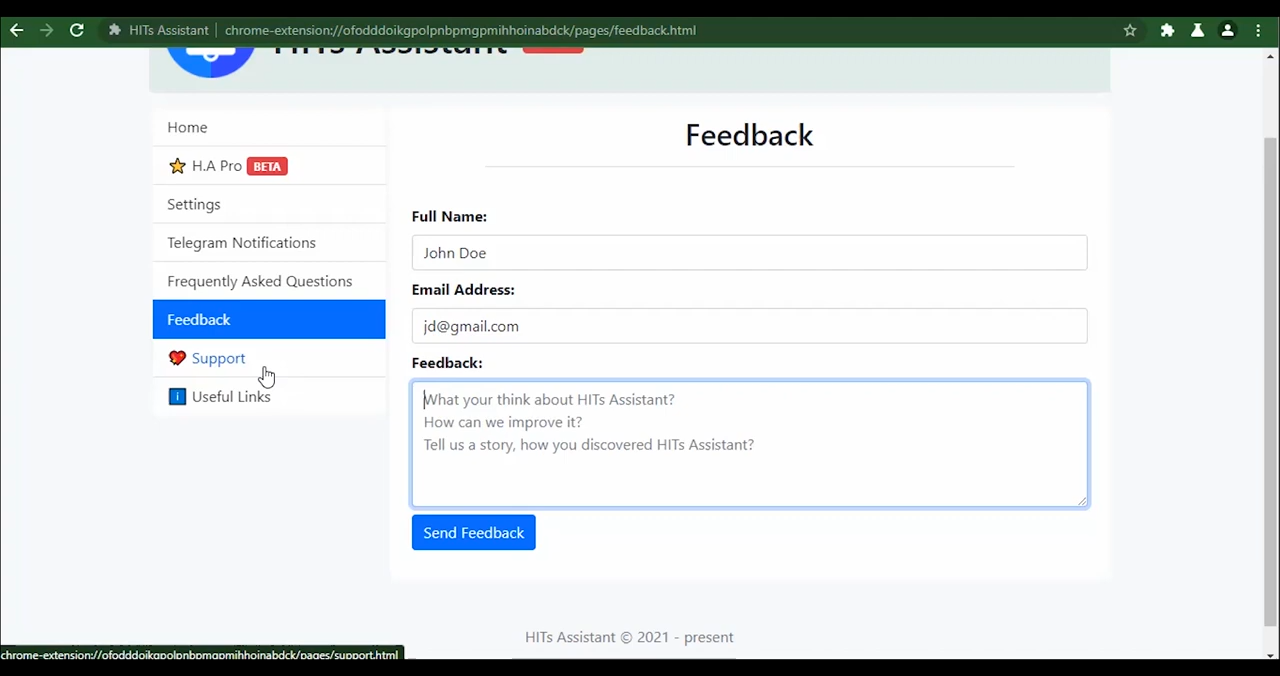 HITs Assistant
chrome-extension://ofodddoikgpolpnbpmgpmihhoinabdck/pages/feedback.html
HITs Assistant
Home
H.A Pro BETA
Settings
Telegram Notifications
Frequently Asked Questions
Feedback
Support
Useful Links
Feedback
Full Name:
John Doe
Email Address:
jd@gmail.com
Feedback:
What your think about HITs Assistant?
How can we improve it?
Tell us a story, how you discovered HITs Assistant?
Send Feedback
HITs Assistant © 2021 - present
chrome-extension://ofodddoikgpolpnbpmgpmihhoinabdck/pages/support.html